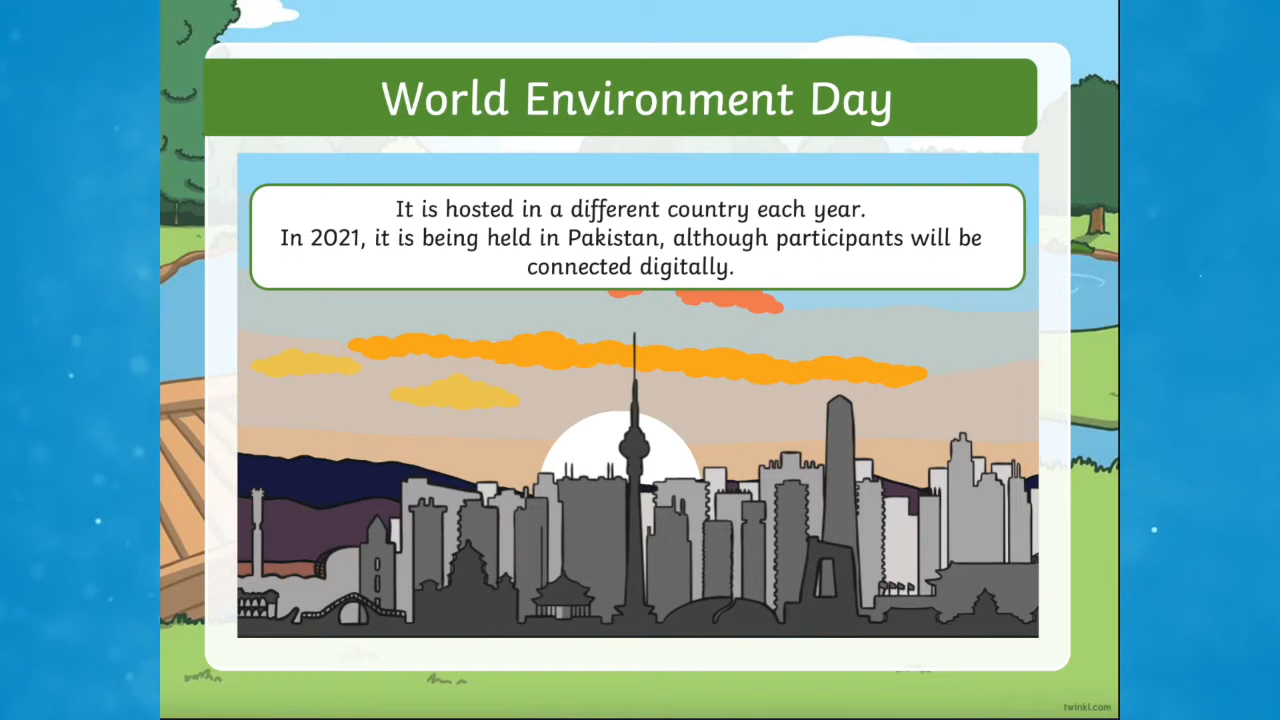 World Environment Day
It is hosted in a different country each year.
In 2021, it is being held in Pakistan, although participants will be
connected digitally.
twinkl.com